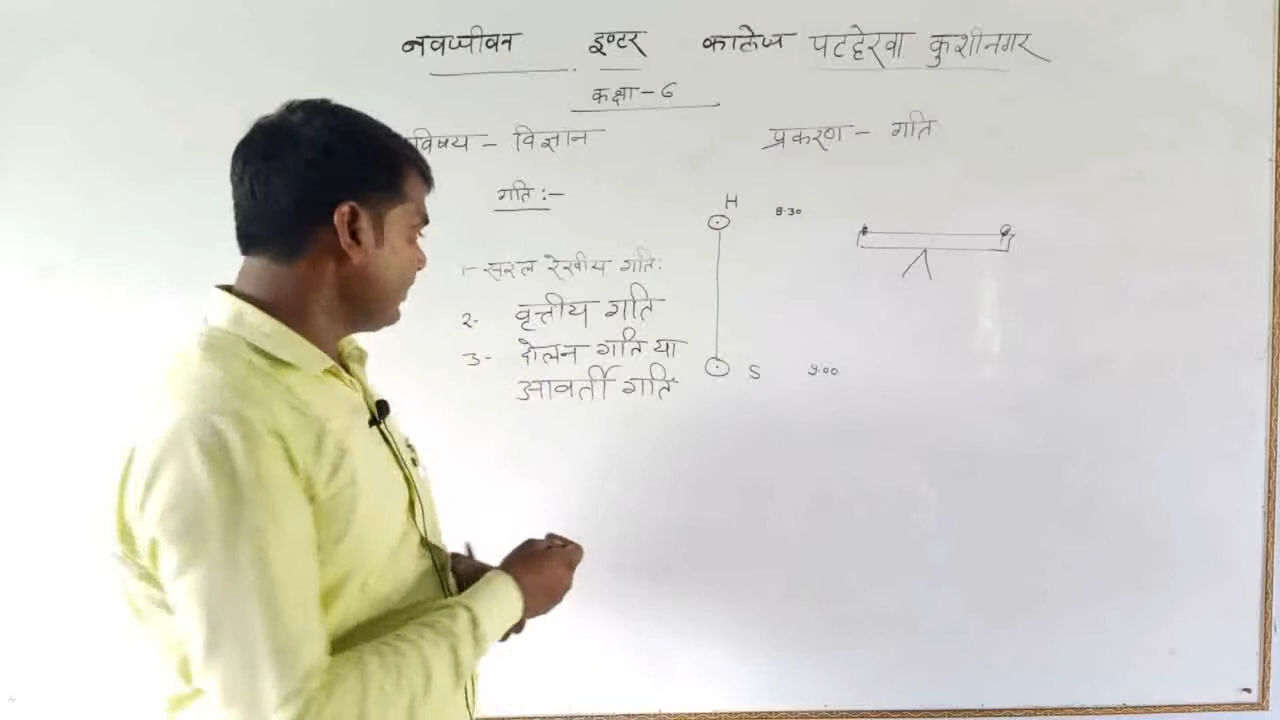 नवजीवन इण्टर कालेज पटहेरवा कुशीनगर
कक्षा - 6
विषय - विज्ञान
प्रकरण - गति
गति :-
H
8.30
1- सरल रेखीय गति:
2- वृत्तीय गति
3- दोलन गति या
आवर्ती गति
S
9.00